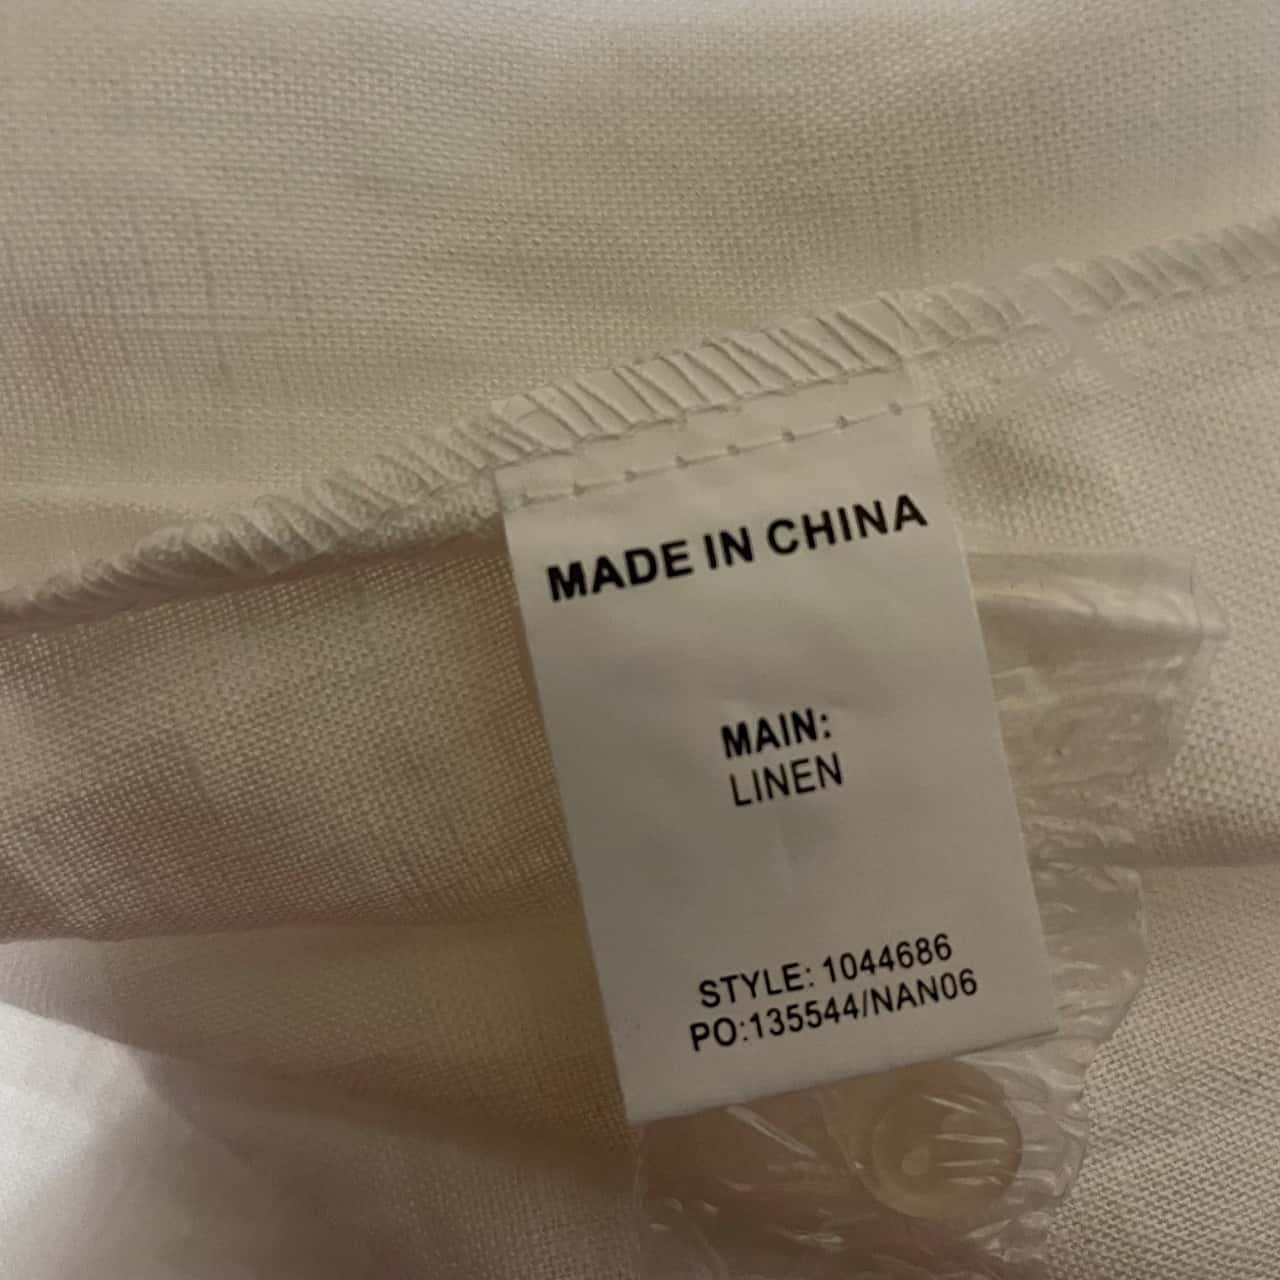 MADE IN CHINA
MAIN:
LINEN
STYLE: 1044686
PO:135544/NAN06